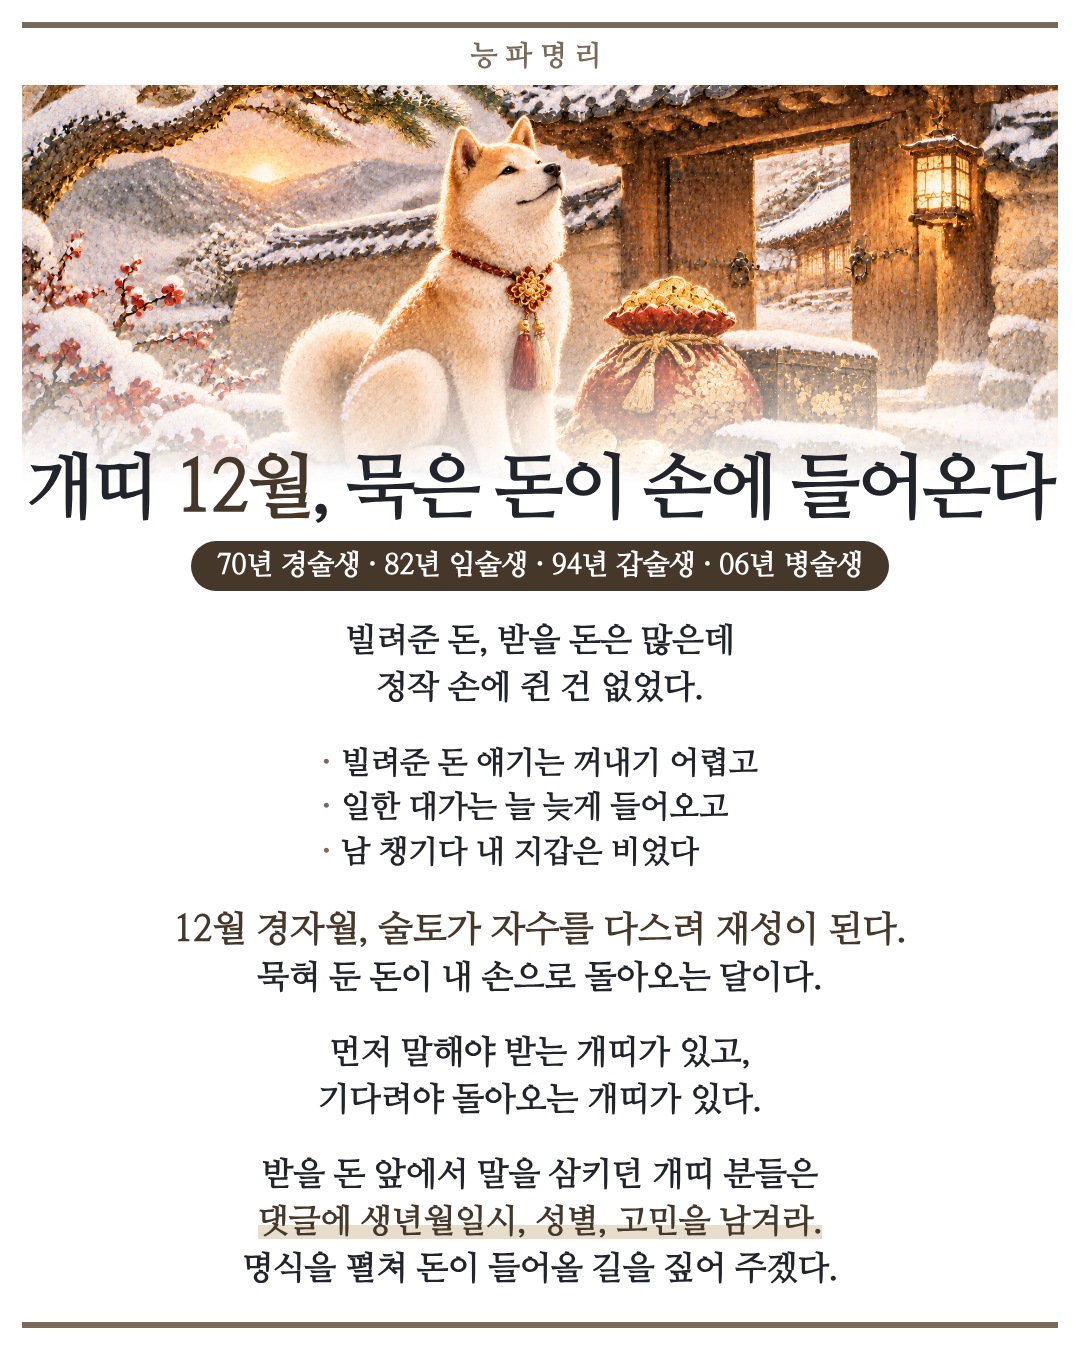 능파명리
개띠 12월, 묵은 돈이 손에 들어온다
70년 경술생 · 82년 임술생 · 94년 갑술생 · 06년 병술생
빌려준 돈, 받을 돈은 많은데
정작 손에 쥔 건 없었다.
· 빌려준 돈 얘기는 꺼내기 어렵고
· 일한 대가는 늘 늦게 들어오고
· 남 챙기다 내 지갑은 비었다
12월 경자월, 술토가 자수를 다스려 재성이 된다.
묵혀 둔 돈이 내 손으로 돌아오는 달이다.
먼저 말해야 받는 개띠가 있고,
기다려야 돌아오는 개띠가 있다.
받을 돈 앞에서 말을 삼키던 개띠 분들은
댓글에 생년월일시, 성별, 고민을 남겨라.
명식을 펼쳐 돈이 들어올 길을 짚어 주겠다.